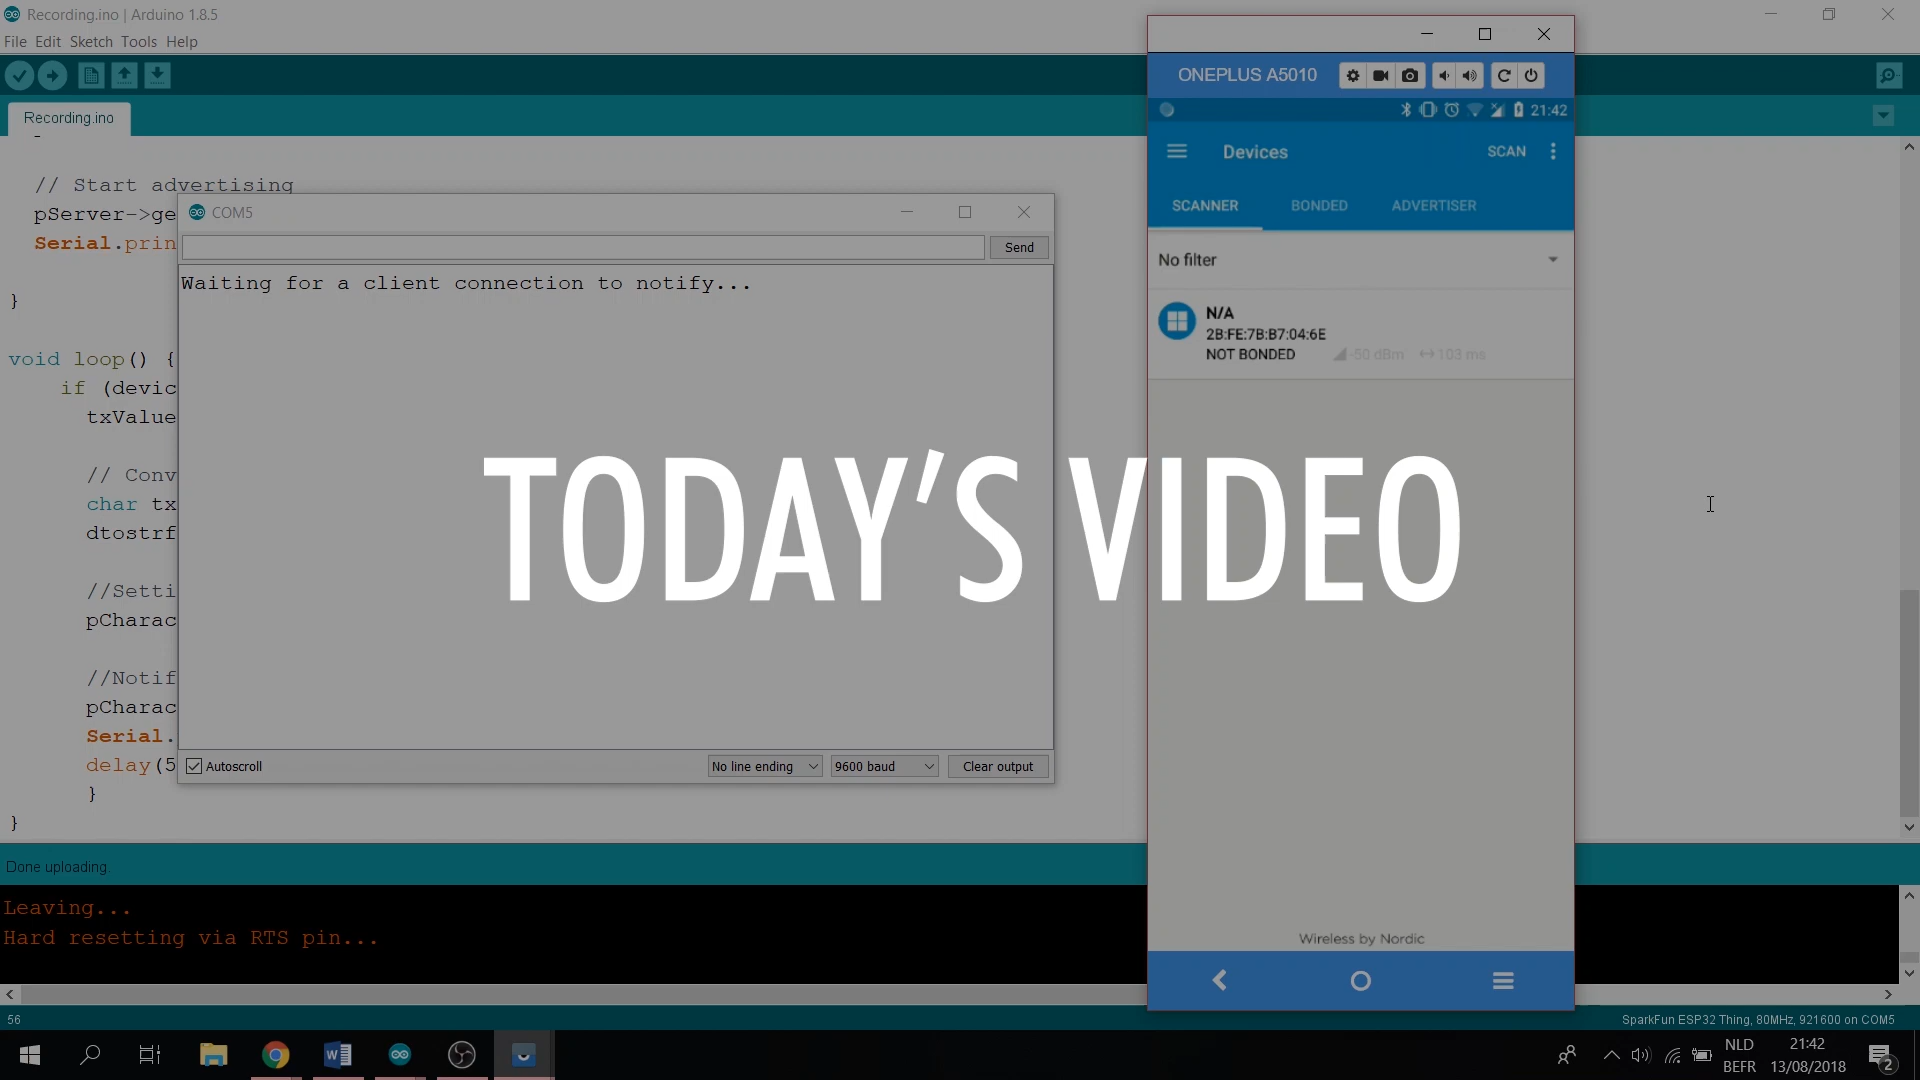 Recording.ino | Arduino 1.8.5
File Edit Sketch Tools Help
Recording.ino
// Start advertising
pServer->ge
Serial.prin
}
void loop() {
if (devic
txValue
// Conv
char tx
dtostrf
//Setti
pCharac
//Notif
pCharac
Serial.
delay(5
}
}
COM5
Send
Waiting for a client connection to notify...
Autoscroll
No line ending
9600 baud
Clear output
ONEPLUS A5010
21:42
Devices
SCAN
SCANNER
BONDED
ADVERTISER
No filter
N/A
2B:FE:7B:B7:04:6E
NOT BONDED
-50 dBm
103 ms
Wireless by Nordic
TODAY'S VIDEO
Done uploading.
Leaving...
Hard resetting via RTS pin...
56
SparkFun ESP32 Thing, 80MHz, 921600 on COM5
NLD
BEFR
21:42
13/08/2018
2